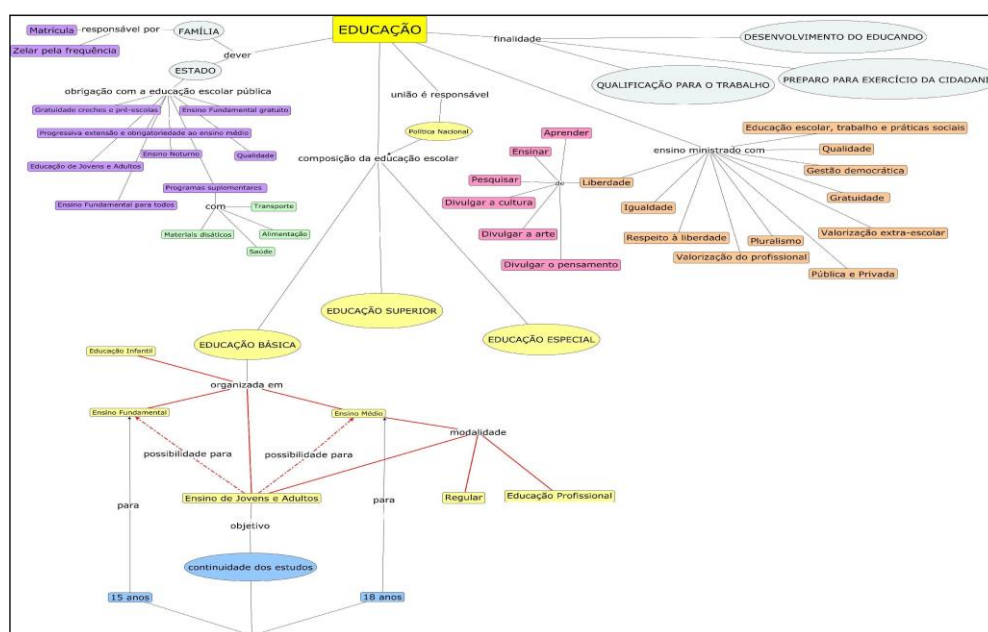 EDUCAÇÃO
Matrícula
responsável por
FAMÍLIA
Zelar pela frequência
dever
ESTADO
obrigação com a educação escolar pública
Gratuidade croches e pré-escolas
Ensino Fundamental gratuito
Progressiva extensão e obrigatoriedade ao ensino médio
Ensino Noturno
Qualidade
Educação de Jovens e Adultos
Programas suplementares
Ensino Fundamental para todos
com
Transporte
Materiais disáticos
Alimentação
Saúde
finalidade
DESENVOLVIMENTO DO EDUCANDO
QUALIFICAÇÃO PARA O TRABALHO
PREPARO PARA EXERCÍCIO DA CIDADANI
união é responsável
Política Nacional
composição da educação escolar
Aprender
Ensinar
Pesquisar
de
Liberdade
Divulgar a cultura
Divulgar a arte
Divulgar o pensamento
ensino ministrado com
Educação escolar, trabalho e práticas sociais
Qualidade
Gestão democrática
Gratuidade
Igualdade
Valorização extra-escolar
Respeito à liberdade
Pluralismo
Valorização do profissional
Pública e Privada
EDUCAÇÃO SUPERIOR
EDUCAÇÃO BÁSICA
EDUCAÇÃO ESPECIAL
Educação Infantil
organizada em
Ensino Fundamental
Ensino Médio
modalidade
possibilidade para
possibilidade para
Ensino de Jovens e Adultos
Regular
Educação Profissional
para
para
objetivo
continuidade dos estudos
15 anos
18 anos